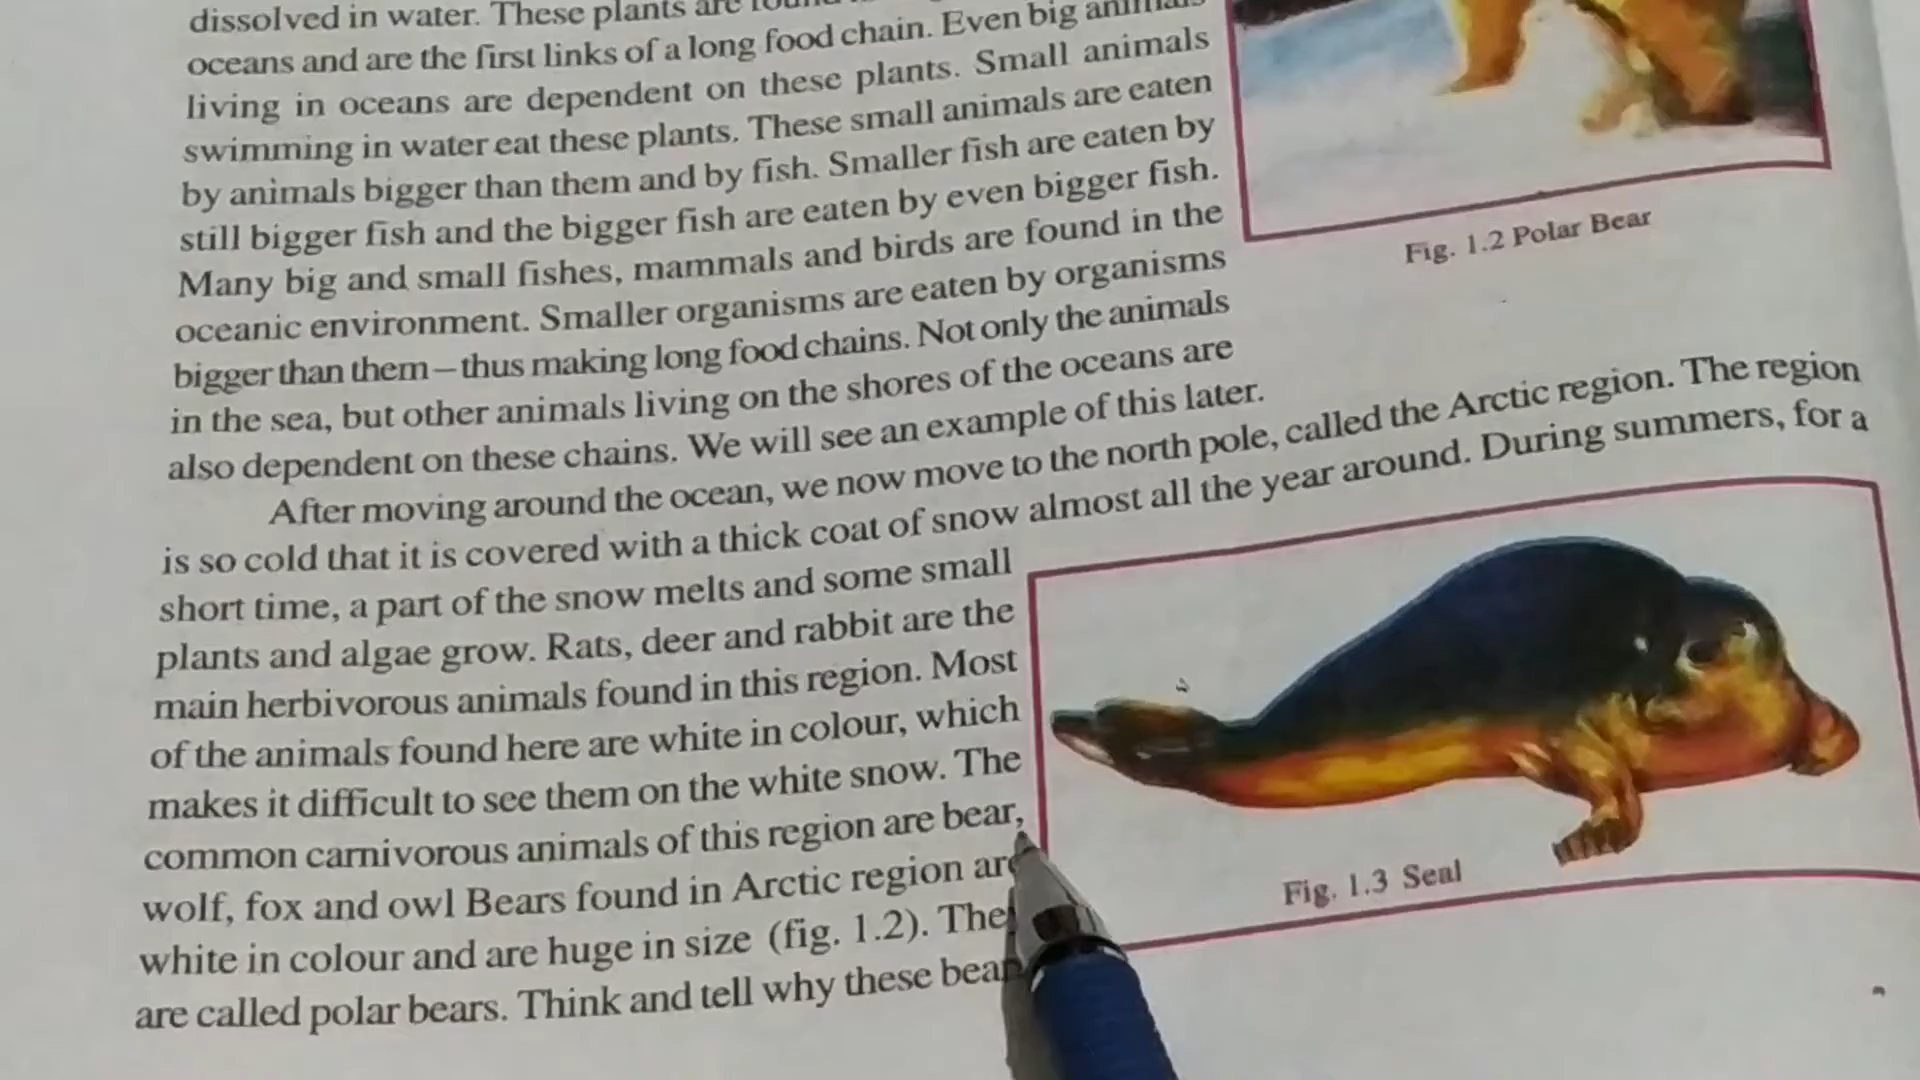 dissolved in water. These plants are
oceans and are the first links of a long food chain. Even big animals
living in oceans are dependent on these plants. Small animals
swimming in water eat these plants. These small animals are eaten
by animals bigger than them and by fish. Smaller fish are eaten by
still bigger fish and the bigger fish are eaten by even bigger fish.
Many big and small fishes, mammals and birds are found in the
oceanic environment. Smaller organisms are eaten by organisms
bigger than them—thus making long food chains. Not only the animals
in the sea, but other animals living on the shores of the oceans are
also dependent on these chains. We will see an example of this later.
After moving around the ocean, we now move to the north pole, called the Arctic region. The region
is so cold that it is covered with a thick coat of snow almost all the year around. During summers, for a
short time, a part of the snow melts and some small
plants and algae grow. Rats, deer and rabbit are the
main herbivorous animals found in this region. Most
of the animals found here are white in colour, which
makes it difficult to see them on the white snow. The
common carnivorous animals of this region are bear,
wolf, fox and owl Bears found in Arctic region are
white in colour and are huge in size (fig. 1.2). The
are called polar bears. Think and tell why these bear
Fig. 1.2 Polar Bear
Fig. 1.3 Seal